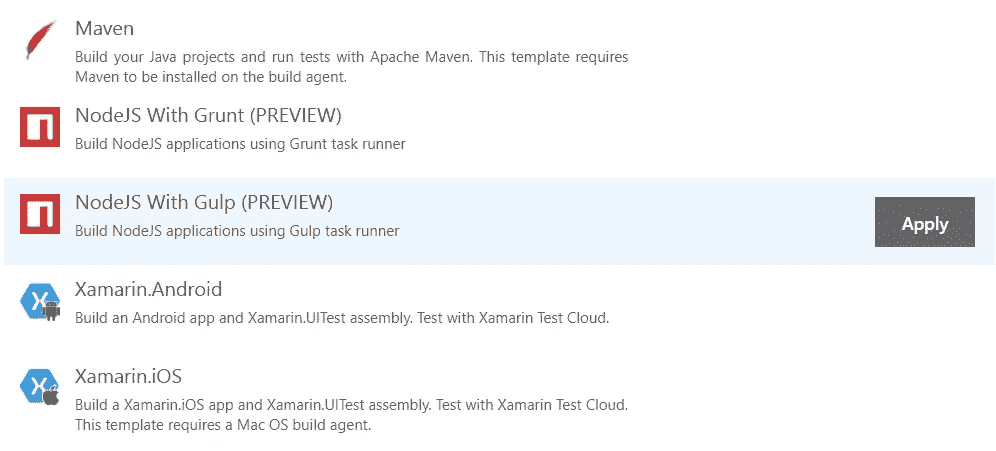 Maven
Build your Java projects and run tests with Apache Maven. This template requires
Maven to be installed on the build agent.
NodeJS With Grunt (PREVIEW)
Build NodeJS applications using Grunt task runner
NodeJS With Gulp (PREVIEW)
Build NodeJS applications using Gulp task runner
Apply
Xamarin.Android
Build an Android app and Xamarin.UITest assembly. Test with Xamarin Test Cloud.
Xamarin.iOS
Build a Xamarin.iOS app and Xamarin.UITest assembly. Test with Xamarin Test Cloud.
This template requires a Mac OS build agent.